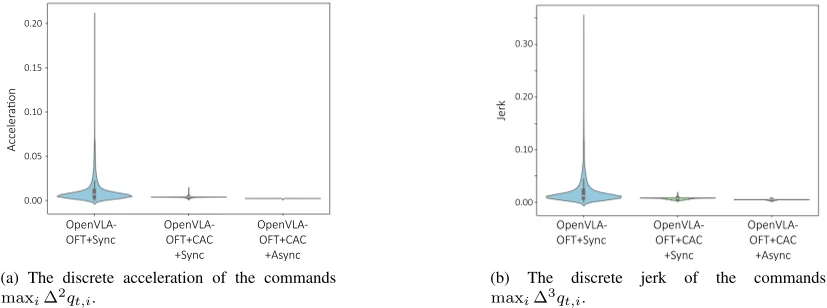 0.20
0.15
0.10
0.05
0.00
Acceleration
OpenVLA-
OFT+Sync
OpenVLA-
OFT+CAC
+Sync
OpenVLA-
OFT+CAC
+Async
(a) The discrete acceleration of the commands
maxᵢ Δ²qₜ,ᵢ.
0.30
0.20
0.10
0.00
Jerk
OpenVLA-
OFT+Sync
OpenVLA-
OFT+CAC
+Sync
OpenVLA-
OFT+CAC
+Async
(b) The discrete jerk of the commands
maxᵢ Δ³qₜ,ᵢ.